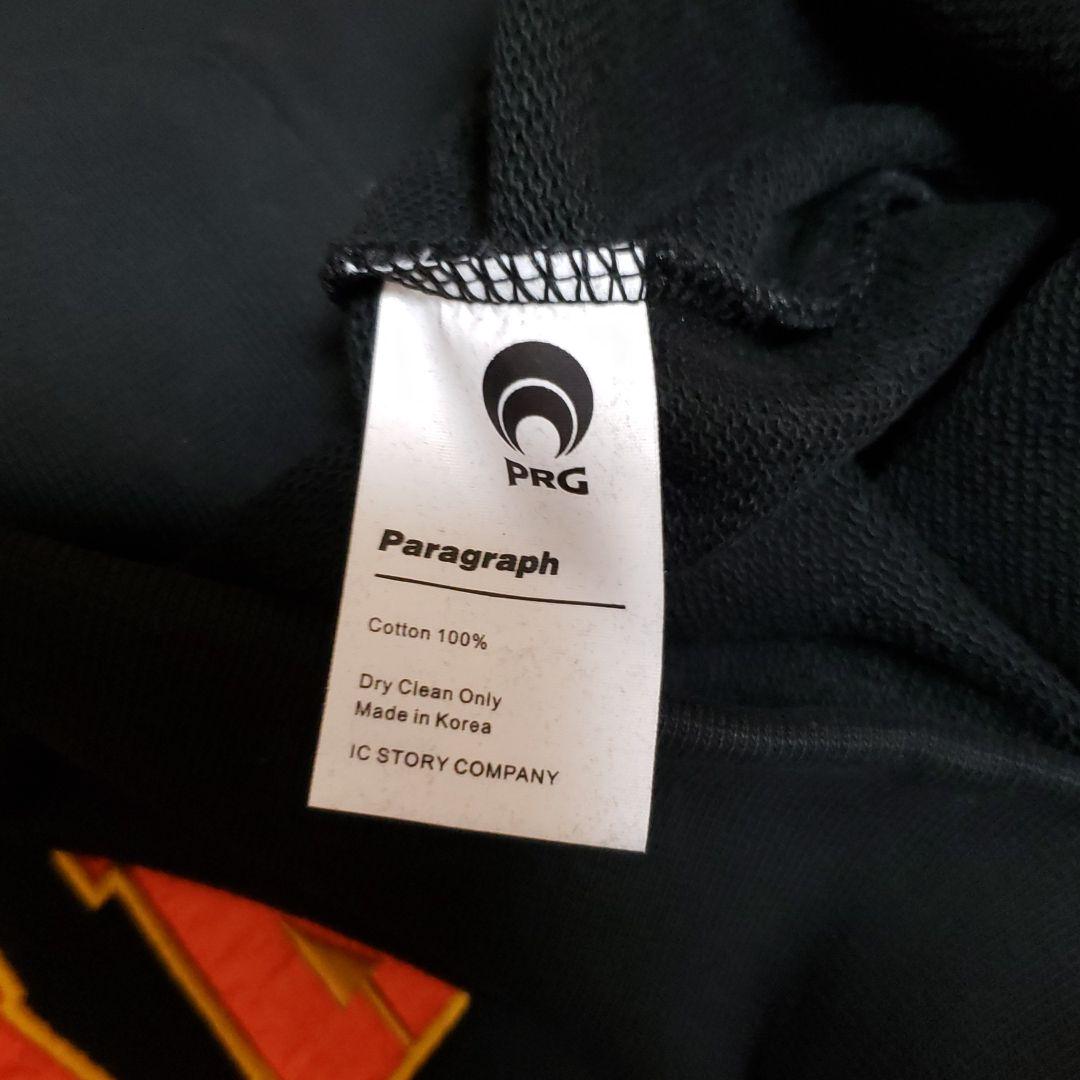 PRG
Paragraph
Cotton 100%
Dry Clean Only
Made in Korea
IC STORY COMPANY